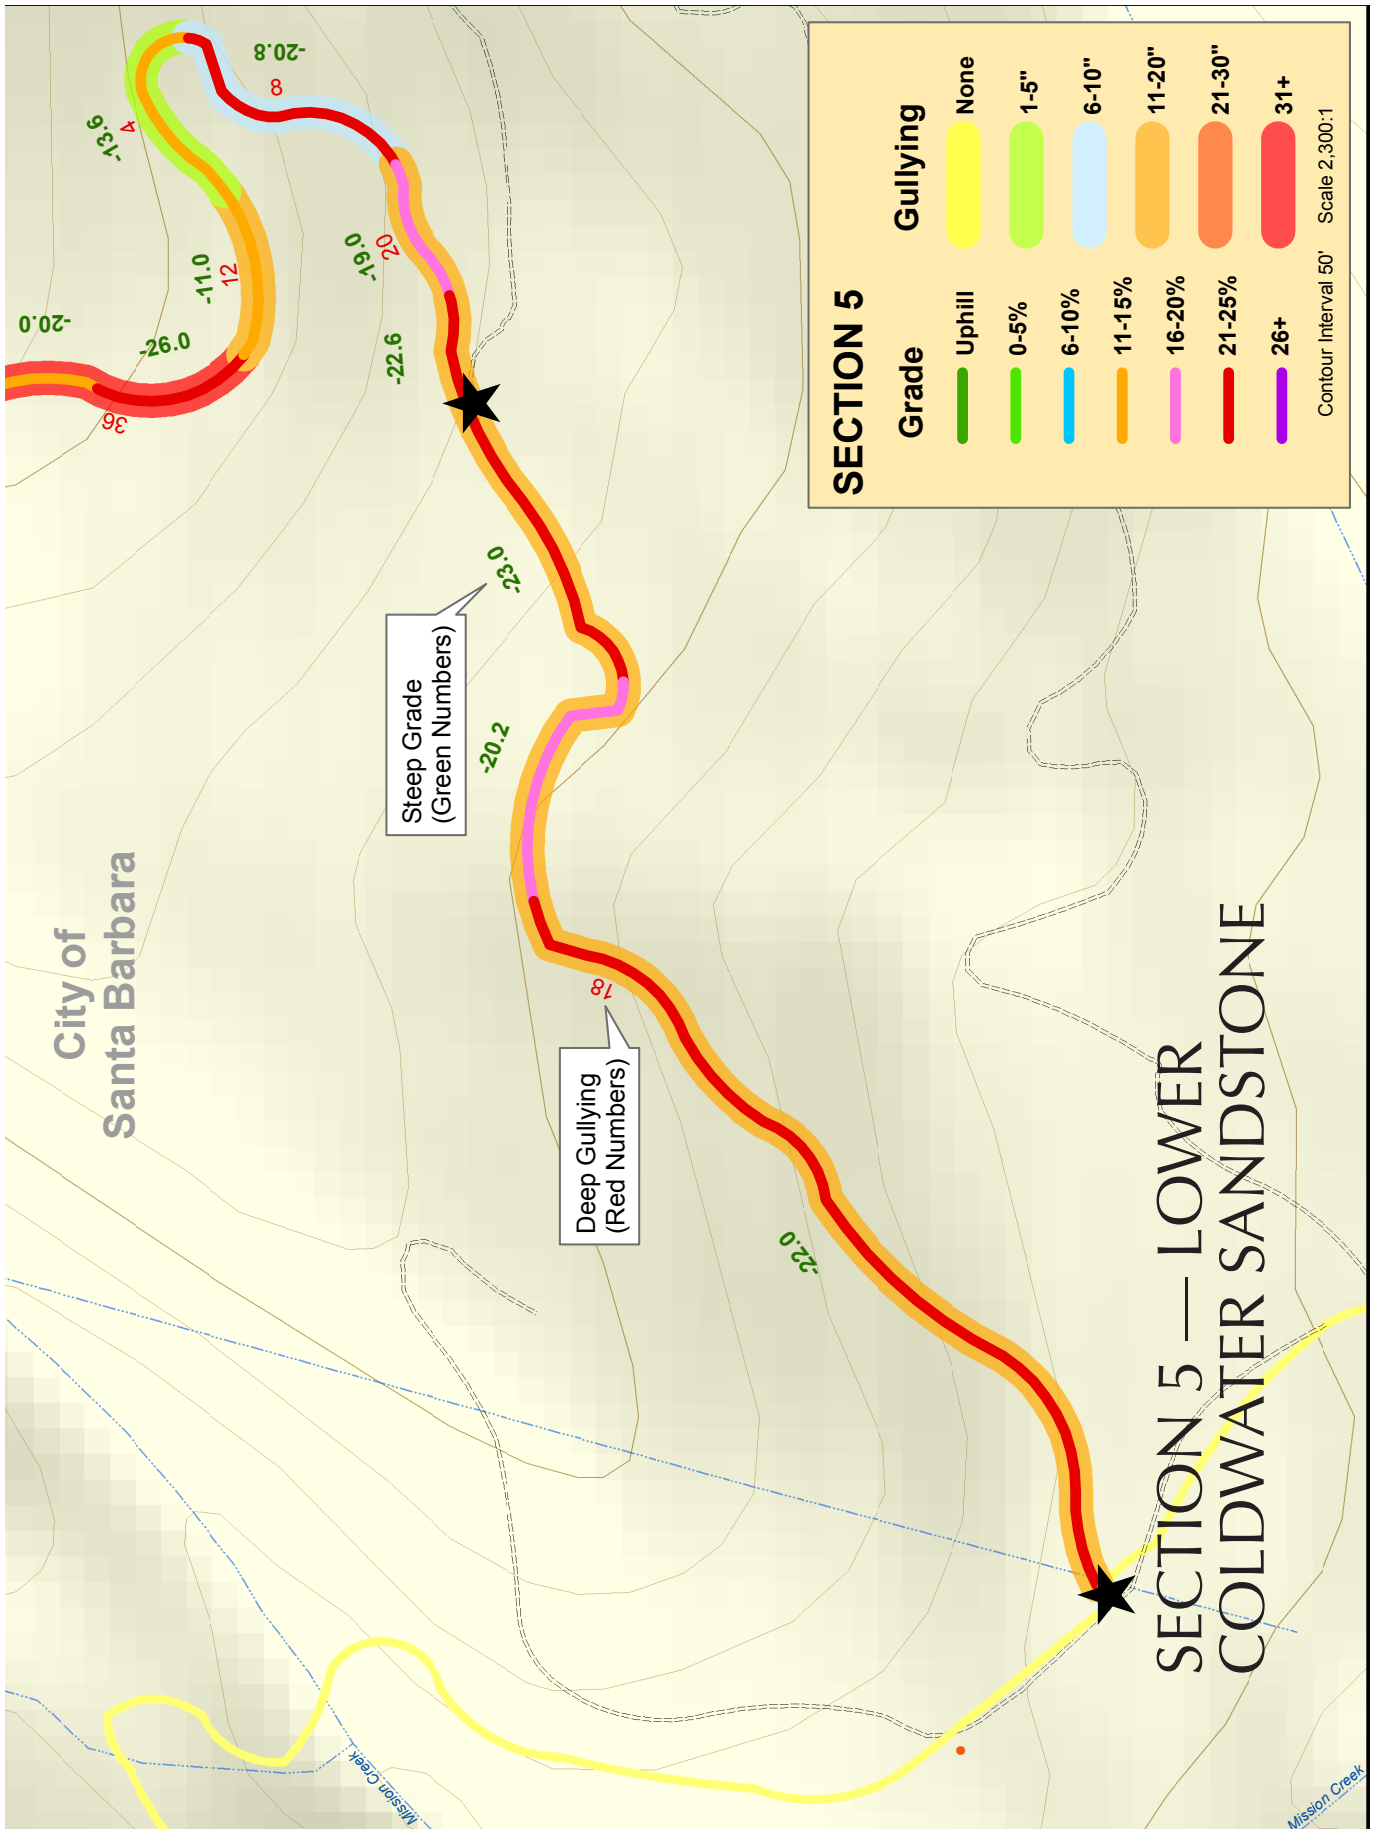 City of
Santa Barbara
-20.0
-26.0
36
-11.0
12
-13.6
4
-20.8
8
-19.0
20
-22.6
-23.0
Steep Grade
(Green Numbers)
-20.2
18
Deep Gullying
(Red Numbers)
-22.0
Mission Creek
Mission Creek
SECTION 5 — LOWER
COLDWATER SANDSTONE
SECTION 5
Grade
Uphill
0-5%
6-10%
11-15%
16-20%
21-25%
26+
Gullying
None
1-5"
6-10"
11-20"
21-30"
31+
Contour Interval 50' Scale 2,300:1